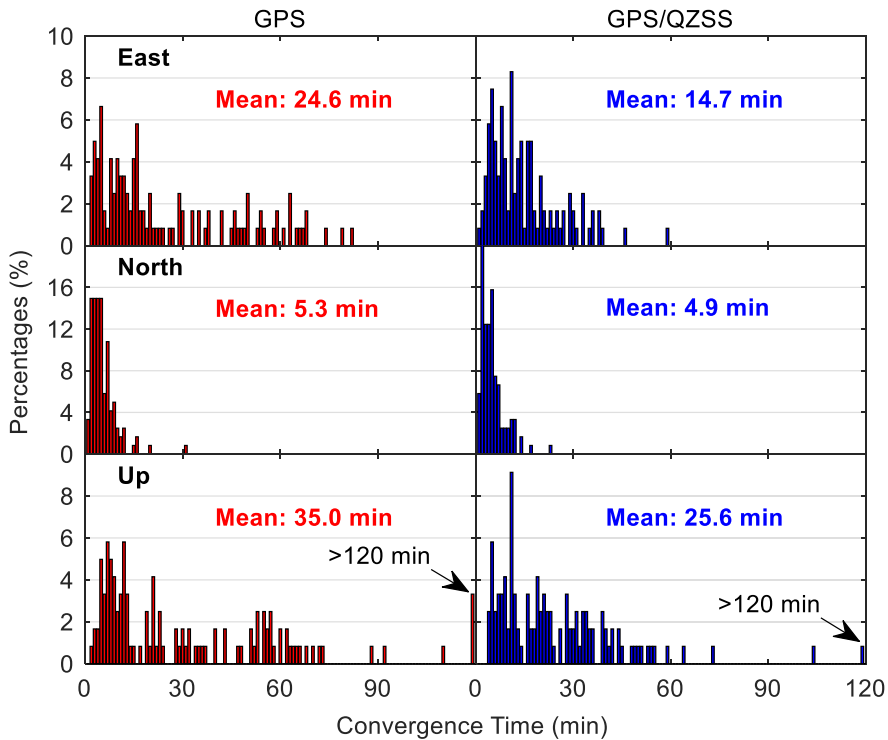 GPS
GPS/QZSS
10
8
6
4
2
0
East
Mean: 24.6 min
Mean: 14.7 min
16
12
8
4
0
North
Mean: 5.3 min
Mean: 4.9 min
8
6
4
2
0
Up
Mean: 35.0 min
>120 min
Mean: 25.6 min
>120 min
0
30
60
90
0
30
60
90
120
Percentages (%)
Convergence Time (min)